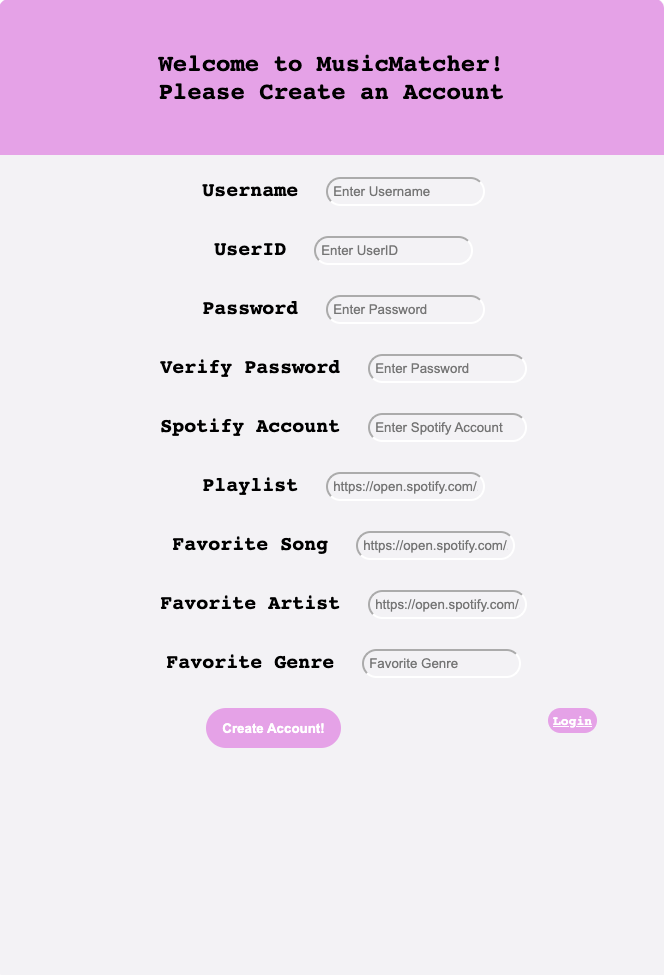 Welcome to MusicMatcher!
Please Create an Account
Username Enter Username
UserID Enter UserID
Password Enter Password
Verify Password Enter Password
Spotify Account Enter Spotify Account
Playlist https://open.spotify.com/
Favorite Song https://open.spotify.com/
Favorite Artist https://open.spotify.com/
Favorite Genre Favorite Genre
Create Account! Login